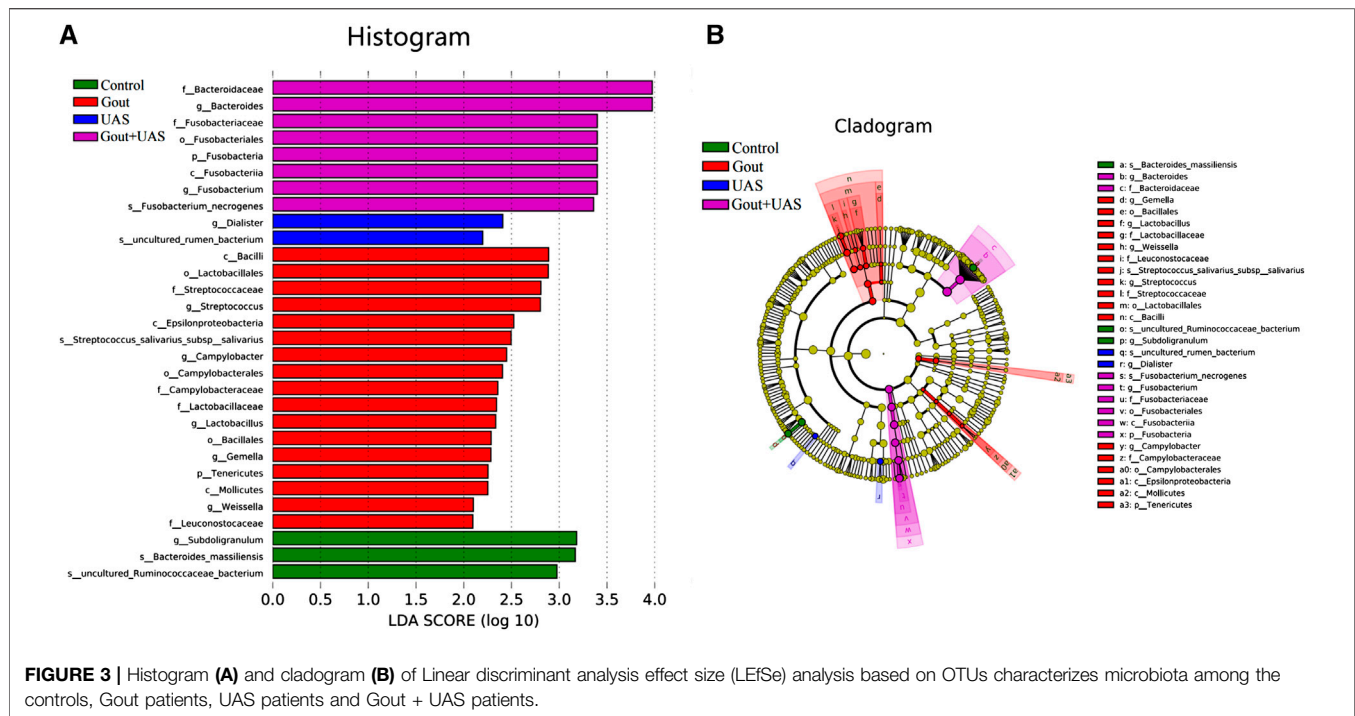 A
Histogram
Control
Gout
UAS
Gout+UAS
f__Bacteroidaceae
g__Bacteroides
f__Fusobacteriaceae
o__Fusobacteriales
p__Fusobacteria
c__Fusobacteriia
g__Fusobacterium
s__Fusobacterium_necrogenes
g__Dialister
s__uncultured_rumen_bacterium
c__Bacilli
o__Lactobacillales
f__Streptococcaceae
g__Streptococcus
c__Epsilonproteobacteria
s__Streptococcus_salivarius_subsp__salivarius
g__Campylobacter
o__Campylobacterales
f__Campylobacteraceae
f__Lactobacillaceae
g__Lactobacillus
o__Bacillales
g__Gemella
p__Tenericutes
c__Mollicutes
g__Weissella
f__Leuconostocaceae
g__Subdoligranulum
s__Bacteroides_massiliensis
s__uncultured_Ruminococcaceae_bacterium
0.0 0.5 1.0 1.5 2.0 2.5 3.0 3.5 4.0
LDA SCORE (log 10)
B
Cladogram
Control
Gout
UAS
Gout+UAS
n
m e
l i g d
k h f
c
b
a3
a2
y
z
a0
a1
q
r
u
v
w
x
a: s__Bacteroides_massiliensis
b: g__Bacteroides
c: f__Bacteroidaceae
d: g__Gemella
e: o__Bacillales
f: g__Lactobacillus
g: f__Lactobacillaceae
h: g__Weissella
i: f__Leuconostocaceae
j: s__Streptococcus_salivarius_subsp__salivarius
k: g__Streptococcus
l: f__Streptococcaceae
m: o__Lactobacillales
n: c__Bacilli
o: s__uncultured_Ruminococcaceae_bacterium
p: g__Subdoligranulum
q: s__uncultured_rumen_bacterium
r: g__Dialister
s: s__Fusobacterium_necrogenes
t: g__Fusobacterium
u: f__Fusobacteriaceae
v: o__Fusobacteriales
w: c__Fusobacteriia
x: p__Fusobacteria
y: g__Campylobacter
z: f__Campylobacteraceae
a0: o__Campylobacterales
a1: c__Epsilonproteobacteria
a2: c__Mollicutes
a3: p__Tenericutes
FIGURE 3 | Histogram (A) and cladogram (B) of Linear discriminant analysis effect size (LEfSe) analysis based on OTUs characterizes microbiota among the
controls, Gout patients, UAS patients and Gout + UAS patients.